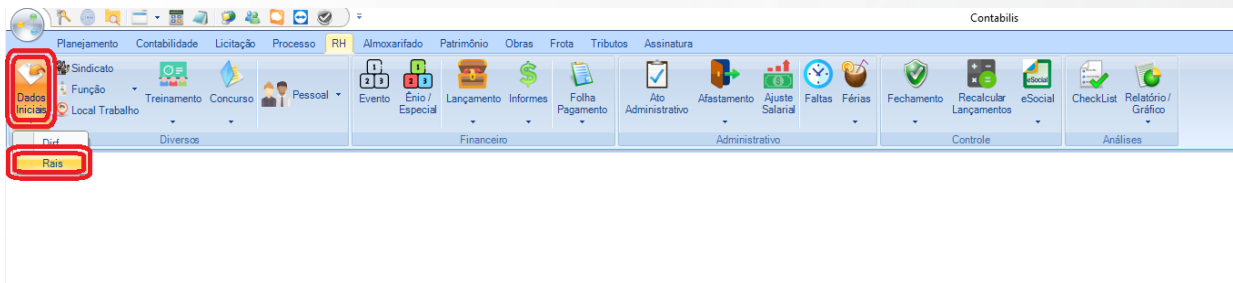 Contabilis
Planejamento Contabilidade Licitação Processo RH Almoxarifado Patrimônio Obras Frota Tributos Assinatura
Dados Iniciais
Sindicato
Função
Local Trabalho
Treinamento Concurso Pessoal
Evento Ênio / Especial Lançamento Informes Folha Pagamento
Ato Administrativo Afastamento Ajuste Salarial Faltas Férias
Fechamento Recalcular Lançamentos eSocial
CheckList Relatório / Gráfico
Diversos Financeiro Administrativo Controle Análises
Dirf
Rais